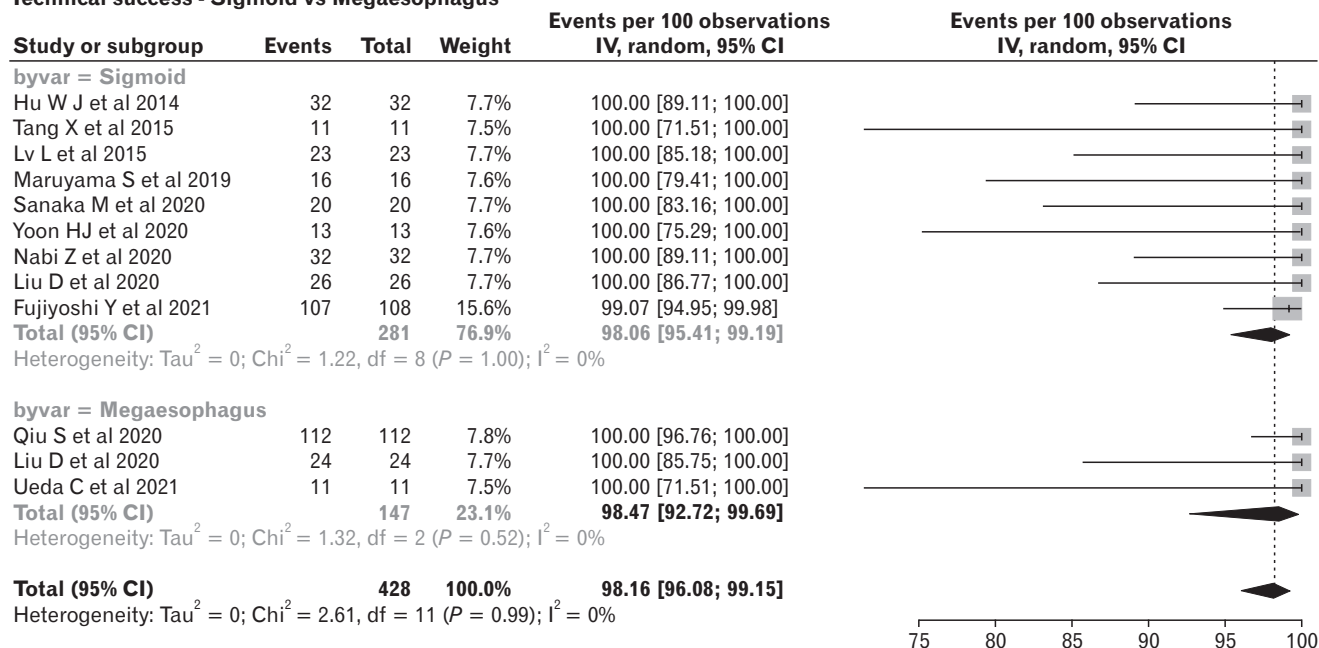 Technical success - Sigmoid vs Megaesophagus
Events per 100 observations Events per 100 observations
Study or subgroup Events Total Weight IV, random, 95% CI IV, random, 95% CI
byvar = Sigmoid
Hu W J et al 2014 32 32 7.7% 100.00 [89.11; 100.00]
Tang X et al 2015 11 11 7.5% 100.00 [71.51; 100.00]
Lv L et al 2015 23 23 7.7% 100.00 [85.18; 100.00]
Maruyama S et al 2019 16 16 7.6% 100.00 [79.41; 100.00]
Sanaka M et al 2020 20 20 7.7% 100.00 [83.16; 100.00]
Yoon HJ et al 2020 13 13 7.6% 100.00 [75.29; 100.00]
Nabi Z et al 2020 32 32 7.7% 100.00 [89.11; 100.00]
Liu D et al 2020 26 26 7.7% 100.00 [86.77; 100.00]
Fujiyoshi Y et al 2021 107 108 15.6% 99.07 [94.95; 99.98]
Total (95% CI) 281 76.9% 98.06 [95.41; 99.19]
Heterogeneity: Tau² = 0; Chi² = 1.22, df = 8 (P = 1.00); I² = 0%
byvar = Megaesophagus
Qiu S et al 2020 112 112 7.8% 100.00 [96.76; 100.00]
Liu D et al 2020 24 24 7.7% 100.00 [85.75; 100.00]
Ueda C et al 2021 11 11 7.5% 100.00 [71.51; 100.00]
Total (95% CI) 147 23.1% 98.47 [92.72; 99.69]
Heterogeneity: Tau² = 0; Chi² = 1.32, df = 2 (P = 0.52); I² = 0%
Total (95% CI) 428 100.0% 98.16 [96.08; 99.15]
Heterogeneity: Tau² = 0; Chi² = 2.61, df = 11 (P = 0.99); I² = 0%
75 80 85 90 95 100